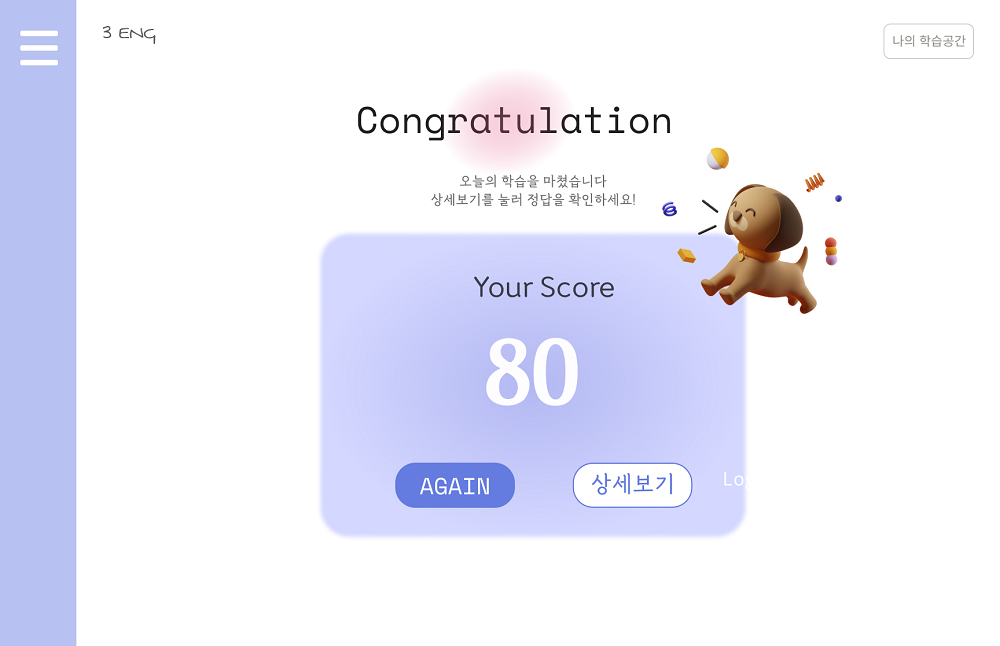 3 ENG
나의 학습공간
Congratulation
오늘의 학습을 마쳤습니다
상세보기를 눌러 정답을 확인하세요!
Your Score
80
AGAIN
상세보기